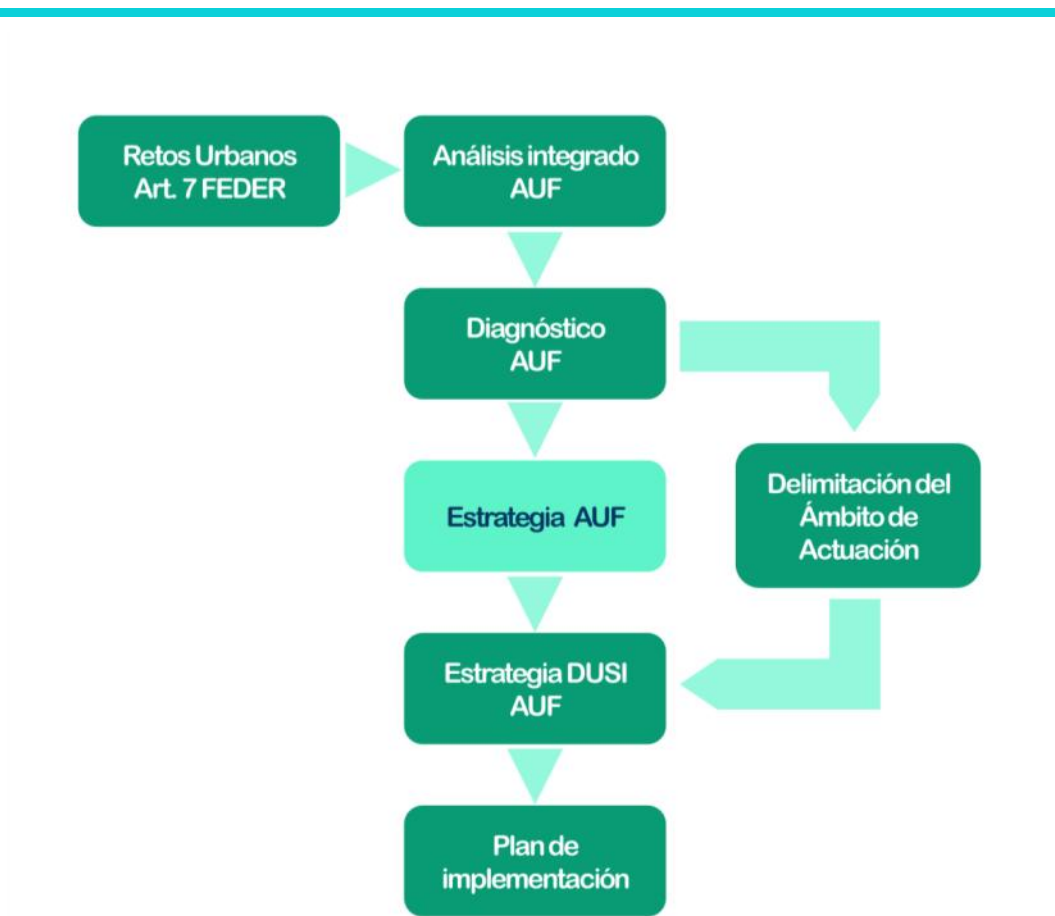 Retos Urbanos
Art. 7 FEDER
Análisis integrado
AUF
Diagnóstico
AUF
Estrategia AUF
Delimitación del
Ámbito de
Actuación
Estrategia DUSI
AUF
Plan de
implementación